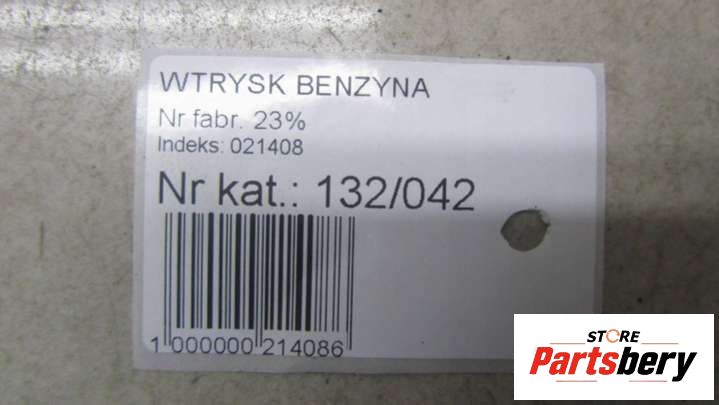 WTRYSK BENZYNA
Nr fabr. 23%
Indeks: 021408
Nr kat.: 132/042
1 000000 214086
STORE
Partsbery